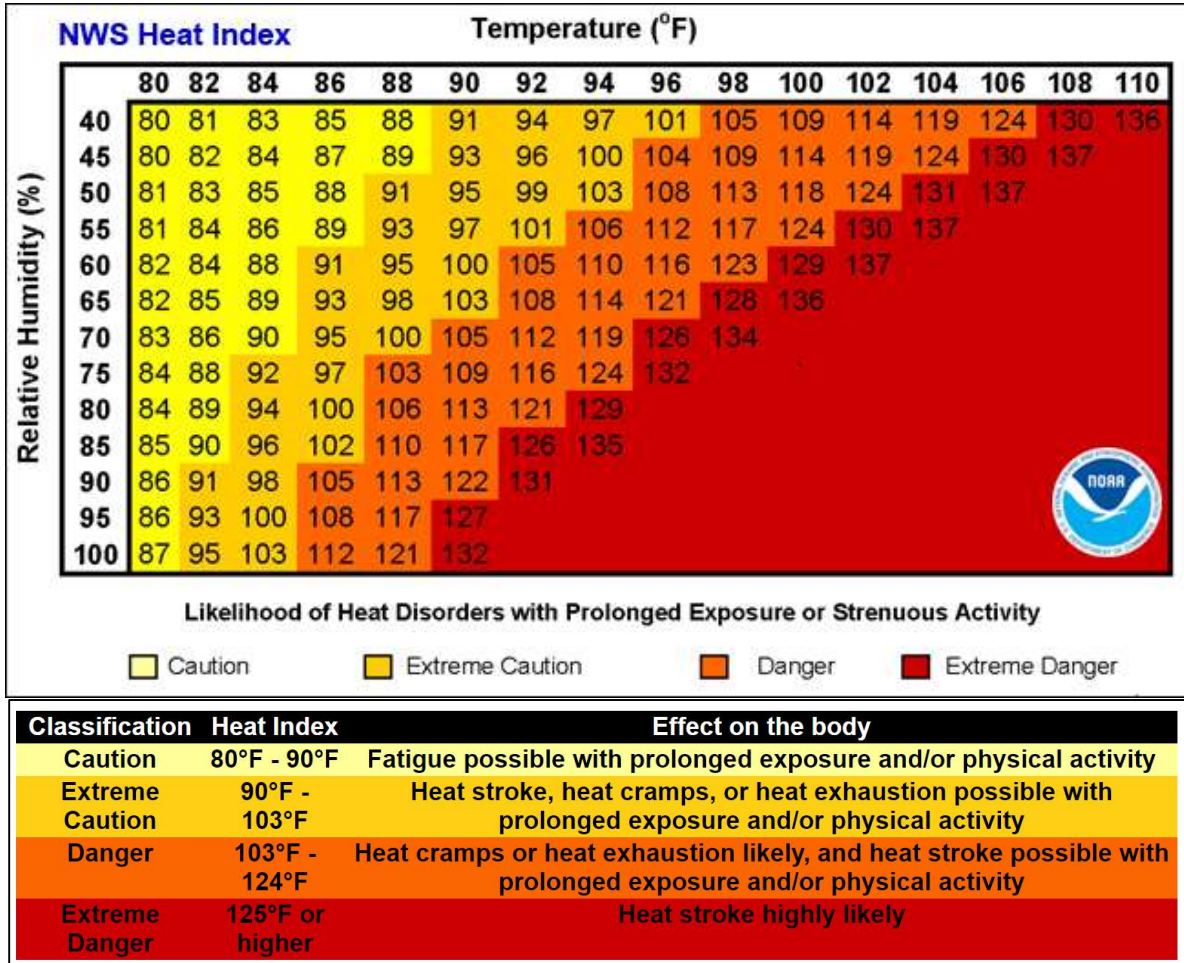 NWS Heat Index
Temperature (°F)
80 82 84 86 88 90 92 94 96 98 100 102 104 106 108 110
Relative Humidity (%)
40 80 81 83 85 88 91 94 97 101 105 109 114 119 124 130 136
45 80 82 84 87 89 93 96 100 104 109 114 119 124 130 137
50 81 83 85 88 91 95 99 103 108 113 118 124 131 137
55 81 84 86 89 93 97 101 106 112 117 124 130 137
60 82 84 88 91 95 100 105 110 116 123 129 137
65 82 85 89 93 98 103 108 114 121 128 136
70 83 86 90 95 100 105 112 119 126 134
75 84 88 92 97 103 109 116 124 132
80 84 89 94 100 106 113 121 129
85 85 90 96 102 110 117 126 135
90 86 91 98 105 113 122 131
95 86 93 100 108 117 127
100 87 95 103 112 121 132
NOAA
Likelihood of Heat Disorders with Prolonged Exposure or Strenuous Activity
Caution Extreme Caution Danger Extreme Danger
Classification Heat Index Effect on the body
Caution 80°F - 90°F Fatigue possible with prolonged exposure and/or physical activity
Extreme 90°F - Heat stroke, heat cramps, or heat exhaustion possible with
Caution 103°F prolonged exposure and/or physical activity
Danger 103°F - Heat cramps or heat exhaustion likely, and heat stroke possible with
124°F prolonged exposure and/or physical activity
Extreme 125°F or Heat stroke highly likely
Danger higher